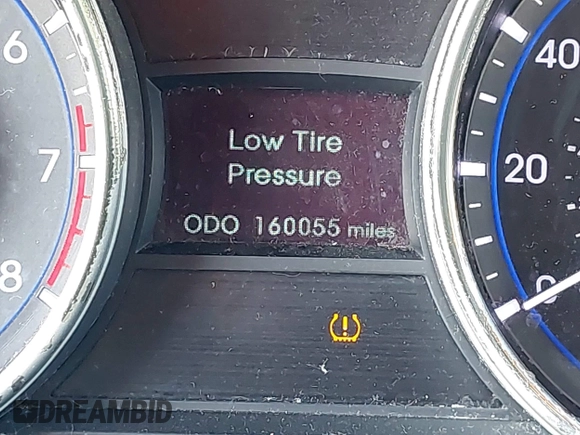 6
40
Low Tire
7
Pressure
20
ODO 160055 miles
8
0
DREAMBID